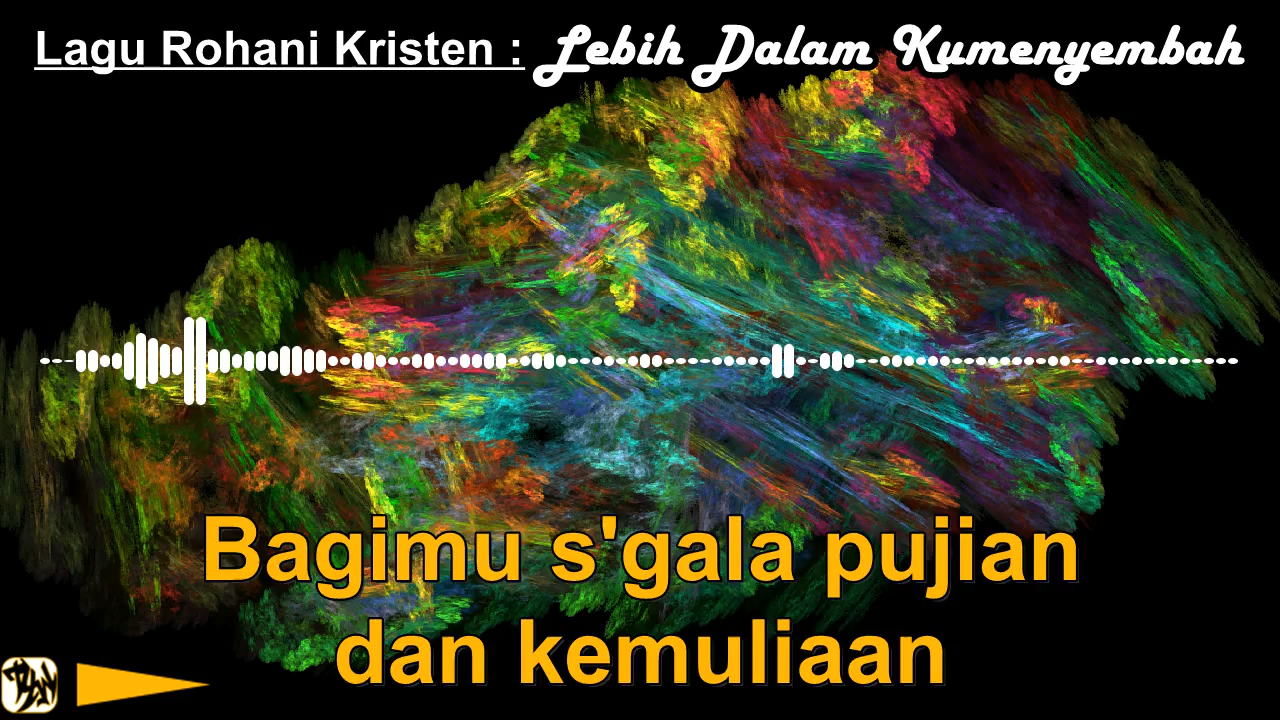 Lagu Rohani Kristen : Lebih Dalam Kumenyembah
Bagimu s'gala pujian
dan kemuliaan